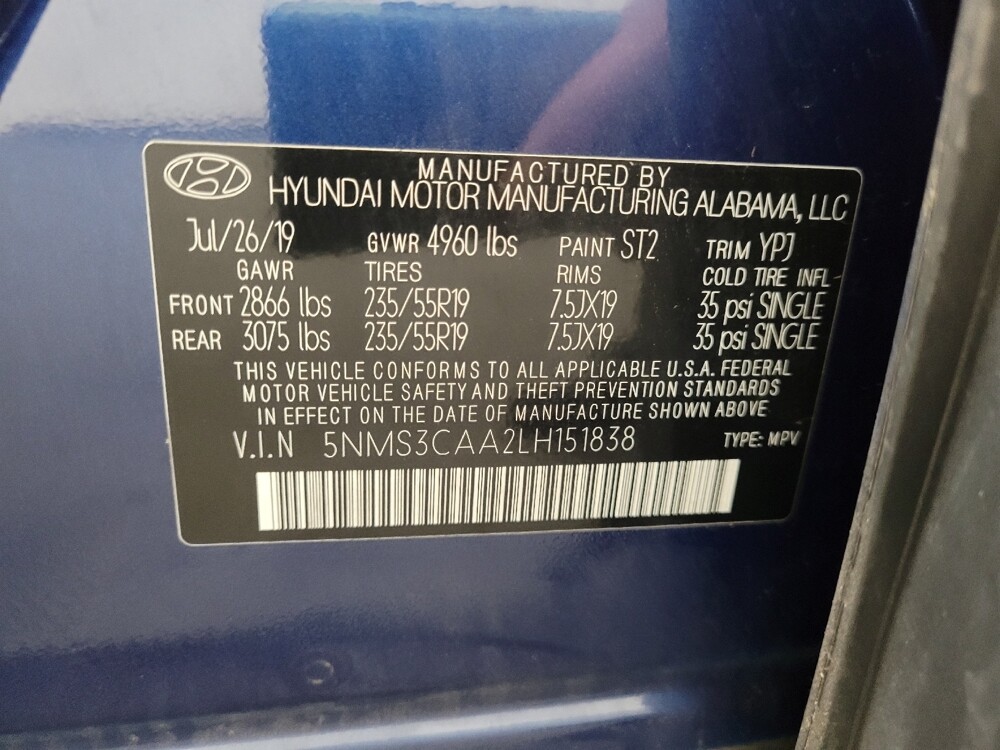 MANUFACTURED BY
HYUNDAI MOTOR MANUFACTURING ALABAMA, LLC
Jul/26/19 GVWR 4960 lbs PAINT ST2 TRIM YPJ
GAWR TIRES RIMS COLD TIRE INFL
FRONT 2866 lbs 235/55R19 7.5JX19 35 psi SINGLE
REAR 3075 lbs 235/55R19 7.5JX19 35 psi SINGLE
THIS VEHICLE CONFORMS TO ALL APPLICABLE U.S.A. FEDERAL
MOTOR VEHICLE SAFETY AND THEFT PREVENTION STANDARDS
IN EFFECT ON THE DATE OF MANUFACTURE SHOWN ABOVE
V.I.N 5NMS3CAA2LH151838 TYPE: MPV